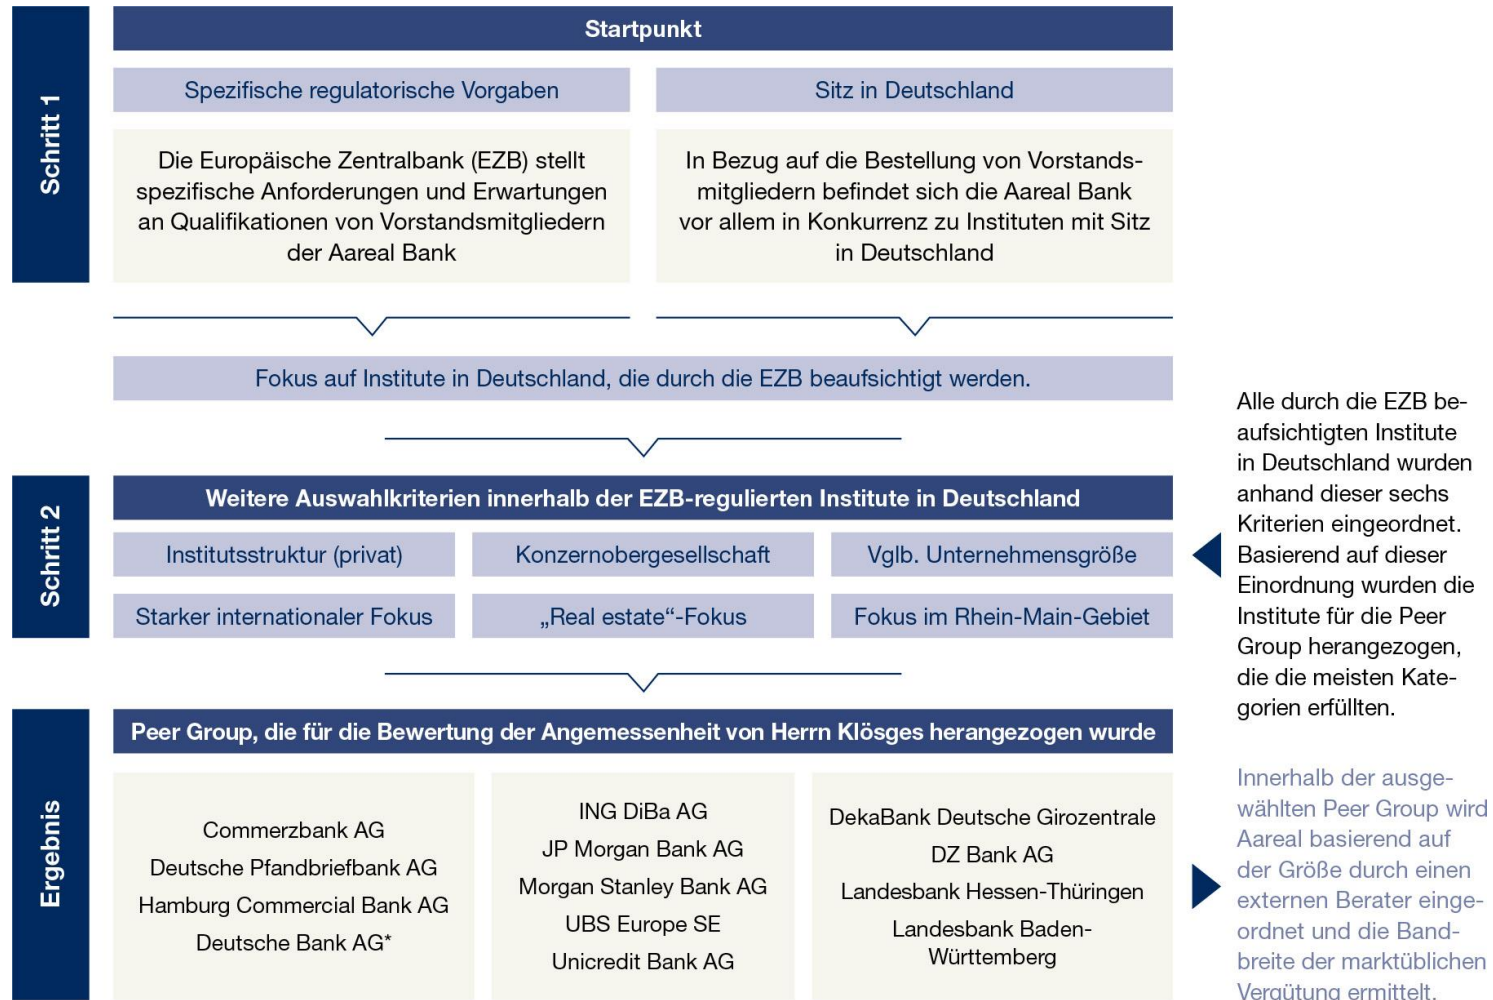 Schritt 1
Startpunkt
Spezifische regulatorische Vorgaben
Die Europäische Zentralbank (EZB) stellt
spezifische Anforderungen und Erwartungen
an Qualifikationen von Vorstandsmitgliedern
der Aareal Bank
Sitz in Deutschland
In Bezug auf die Bestellung von Vorstands-
mitgliedern befindet sich die Aareal Bank
vor allem in Konkurrenz zu Instituten mit Sitz
in Deutschland
Fokus auf Institute in Deutschland, die durch die EZB beaufsichtigt werden.
Schritt 2
Weitere Auswahlkriterien innerhalb der EZB-regulierten Institute in Deutschland
Institutsstruktur (privat)
Konzernobergesellschaft
Vglb. Unternehmensgröße
Starker internationaler Fokus
„Real estate“-Fokus
Fokus im Rhein-Main-Gebiet
Alle durch die EZB be-
aufsichtigten Institute
in Deutschland wurden
anhand dieser sechs
Kriterien eingeordnet.
Basierend auf dieser
Einordnung wurden die
Institute für die Peer
Group herangezogen,
die die meisten Kate-
gorien erfüllten.
Ergebnis
Peer Group, die für die Bewertung der Angemessenheit von Herrn Klösges herangezogen wurde
Commerzbank AG
Deutsche Pfandbriefbank AG
Hamburg Commercial Bank AG
Deutsche Bank AG*
ING DiBa AG
JP Morgan Bank AG
Morgan Stanley Bank AG
UBS Europe SE
Unicredit Bank AG
DekaBank Deutsche Girozentrale
DZ Bank AG
Landesbank Hessen-Thüringen
Landesbank Baden-
Württemberg
Innerhalb der ausge-
wählten Peer Group wird
Aareal basierend auf
der Größe durch einen
externen Berater einge-
ordnet und die Band-
breite der marktüblichen
Vergütung ermittelt.